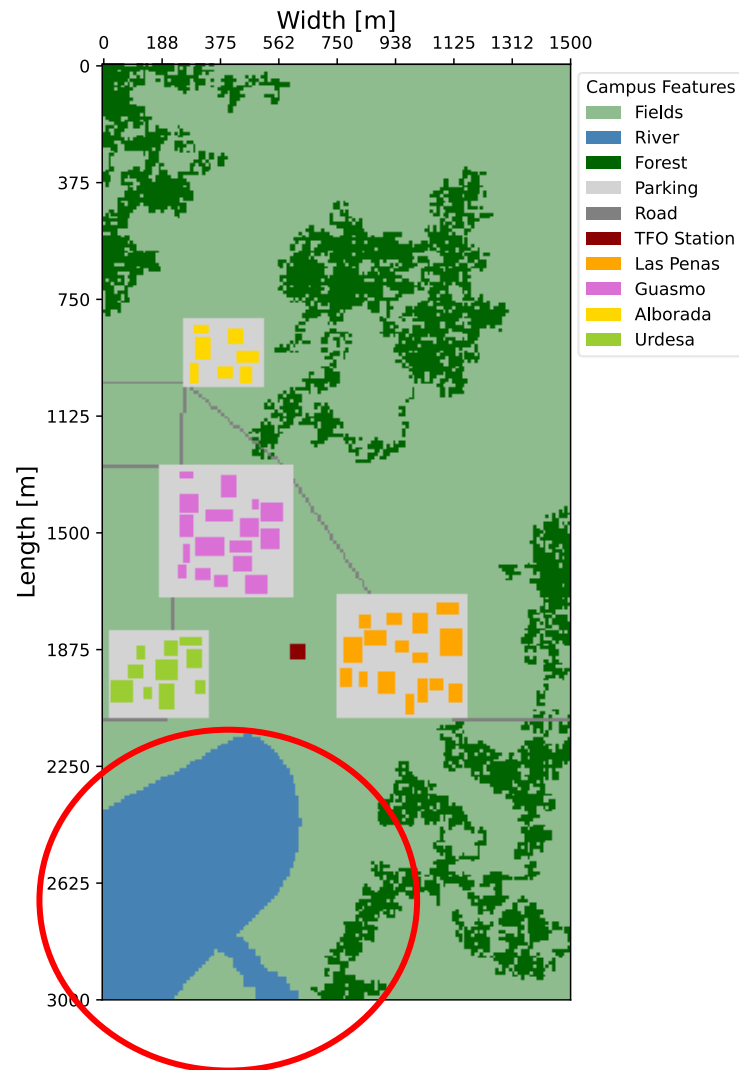 Width [m]
0 188 375 562 750 938 1125 1312 1500
Length [m]
0
375
750
1125
1500
1875
2250
2625
3000
Campus Features
Fields
River
Forest
Parking
Road
TFO Station
Las Penas
Guasmo
Alborada
Urdesa